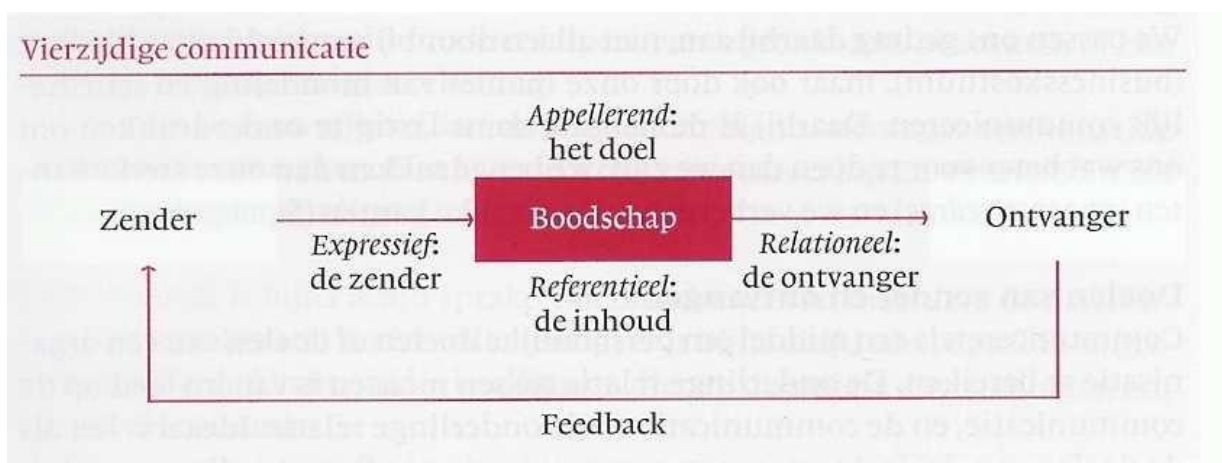 Vierzijdige communicatie
Appellerend:
het doel
Zender
Boodschap
Ontvanger
Expressief:
de zender
Relationeel:
de ontvanger
Referentieel:
de inhoud
Feedback